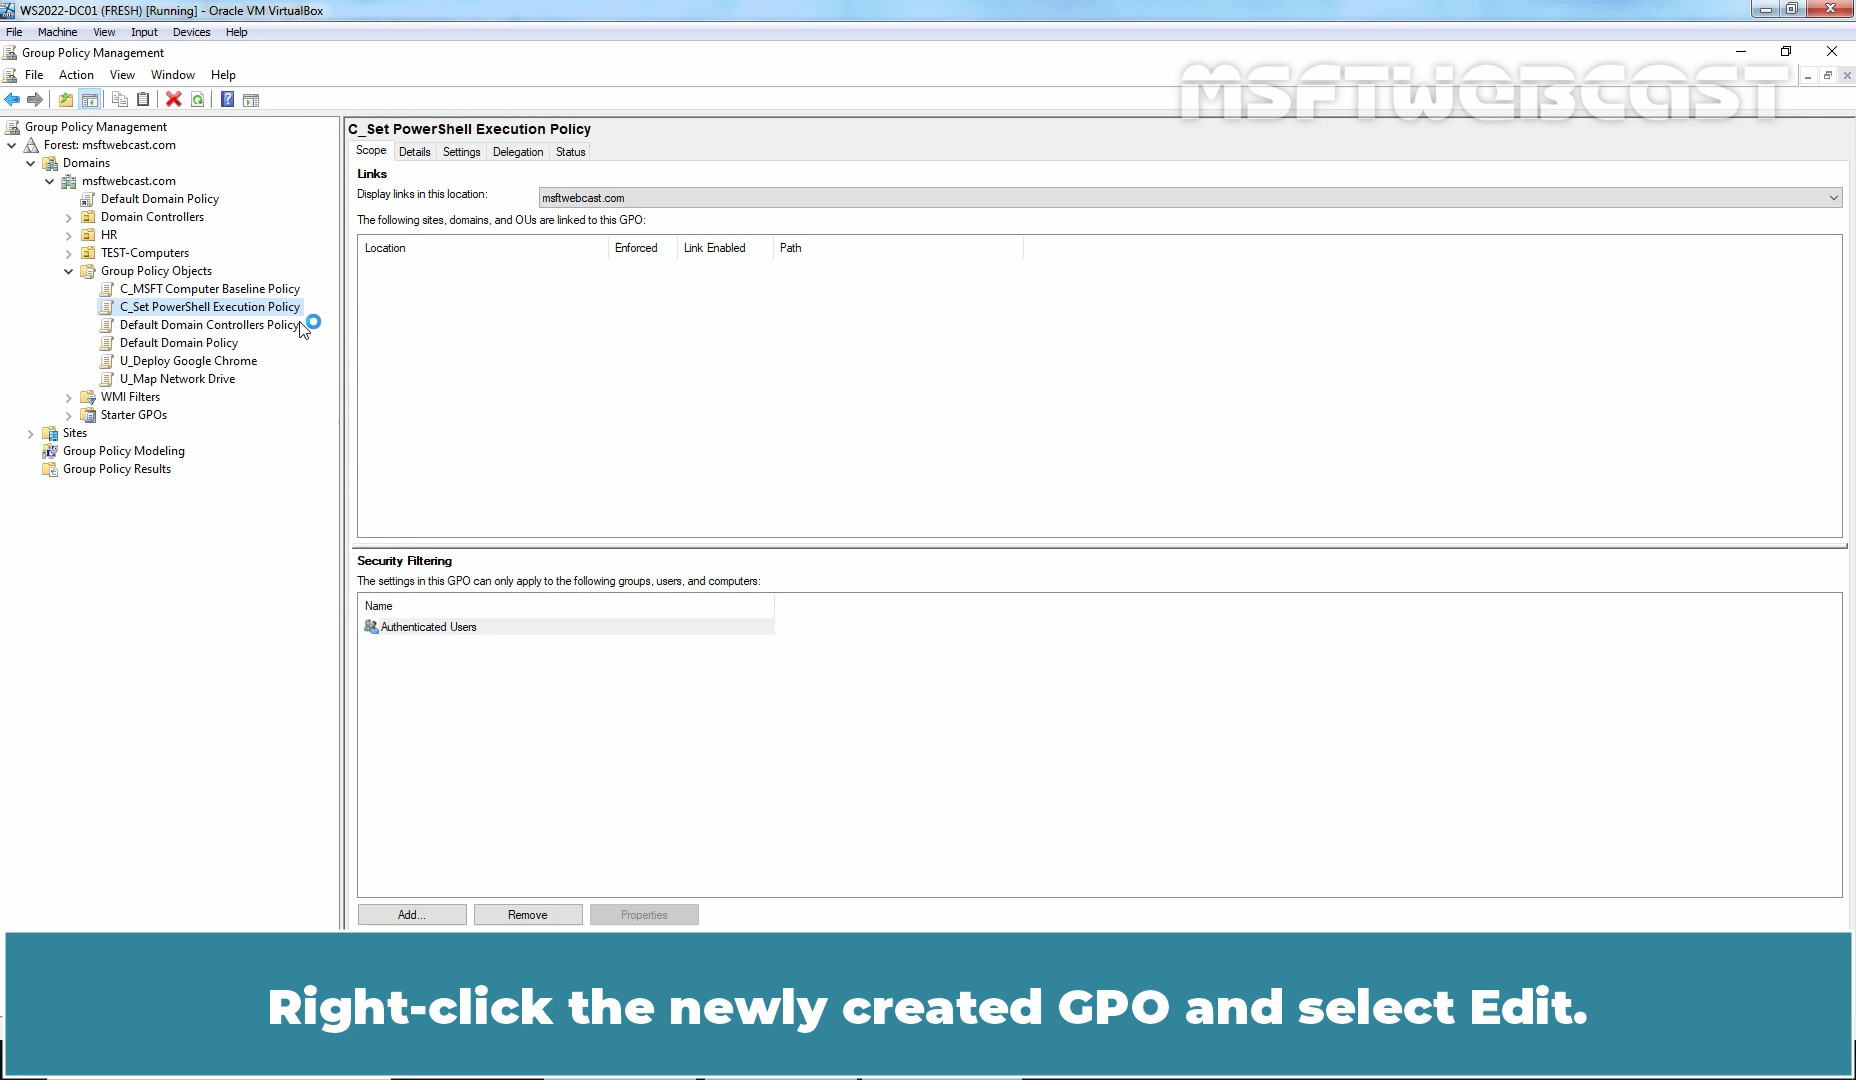 WS2022-DC01 (FRESH) [Running] - Oracle VM VirtualBox
File Machine View Input Devices Help
Group Policy Management
File Action View Window Help
MSFTWEBCAST
Group Policy Management
Forest: msftwebcast.com
Domains
msftwebcast.com
Default Domain Policy
Domain Controllers
HR
TEST-Computers
Group Policy Objects
C_MSFT Computer Baseline Policy
C_Set PowerShell Execution Policy
Default Domain Controllers Policy
Default Domain Policy
U_Deploy Google Chrome
U_Map Network Drive
WMI Filters
Starter GPOs
Sites
Group Policy Modeling
Group Policy Results
C_Set PowerShell Execution Policy
Scope Details Settings Delegation Status
Links
Display links in this location: msftwebcast.com
The following sites, domains, and OUs are linked to this GPO:
Location Enforced Link Enabled Path
Security Filtering
The settings in this GPO can only apply to the following groups, users, and computers:
Name
Authenticated Users
Add... Remove Properties
Right-click the newly created GPO and select Edit.